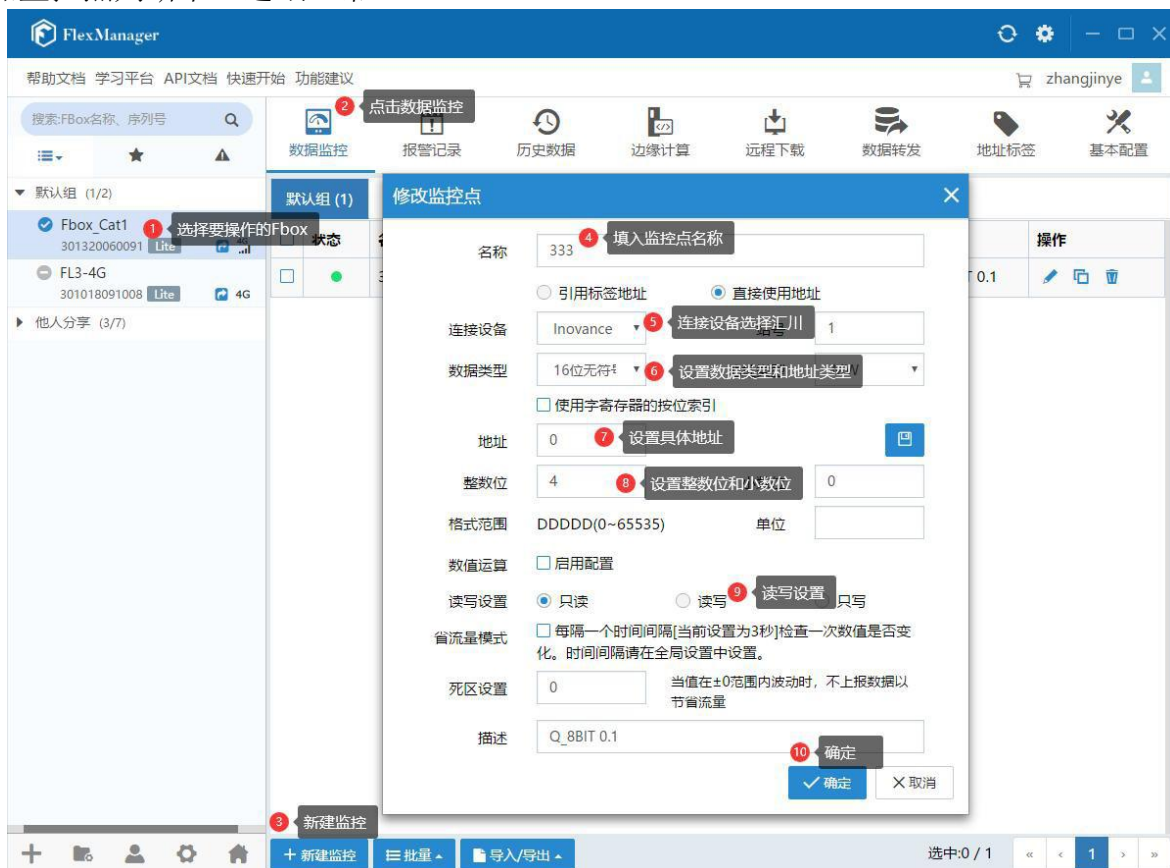 FlexManager
帮助文档 学习平台 API文档 快速开始 功能建议
zhangjinye
搜索:FBox名称、序列号
2 点击数据监控
数据监控 报警记录 历史数据 边缘计算 远程下载 数据转发 地址标签 基本配置
默认组 (1/2)
Fbox_Cat1
301320060091 Lite 4G
1 选择要操作的Fbox
FL3-4G
301018091008 Lite 4G
他人分享 (3/7)
默认组 (1)
状态
操作
0.1
修改监控点
名称 333
4 填入监控点名称
引用标签地址 直接使用地址
连接设备 Inovance
5 连接设备选择汇川
1
数据类型 16位无符
6 设置数据类型和地址类型
使用字寄存器的按位索引
地址 0
7 设置具体地址
整数位 4
8 设置整数位和小数位
0
格式范围 DDDDD(0~65535) 单位
数值运算 启用配置
读写设置 只读 读写 只写
9 读写设置
省流量模式 每隔一个时间间隔[当前设置为3秒]检查一次数值是否变
化。时间间隔请在全局设置中设置。
死区设置 0 当值在±0范围内波动时，不上报数据以
节省流量
描述 Q_8BIT 0.1
10 确定
确定 取消
3 新建监控
新建监控 批量 导入/导出 选中:0 / 1 « ‹ 1 › »